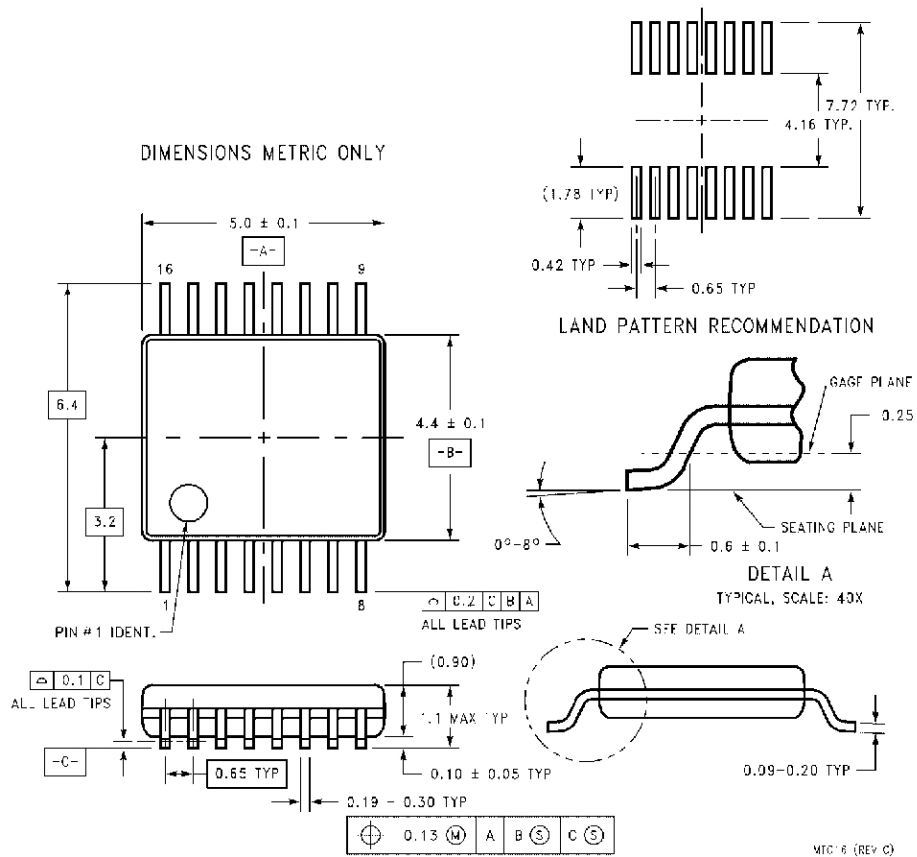 7.72 TYP.
4.16 TYP.
DIMENSIONS METRIC ONLY
(1.78 TYP)
5.0 ± 0.1
-A-
0.42 TYP
0.65 TYP
16
9
LAND PATTERN RECOMMENDATION
GAGE PLANE
0.25
6.4
4.4 ± 0.1
-B-
3.2
SEATING PLANE
0°-8°
0.6 ± 0.1
DETAIL A
TYPICAL, SCALE: 40X
1
8
⌓ 0.2 C B A
ALL LEAD TIPS
PIN #1 IDENT.
SEE DETAIL A
(0.90)
⌓ 0.1 C
ALL LEAD TIPS
1.1 MAX TYP
-C-
0.65 TYP
0.10 ± 0.05 TYP
0.09-0.20 TYP
0.19 - 0.30 TYP
⌖ 0.13 Ⓜ A B Ⓢ C Ⓢ
MTC16 (REV C)